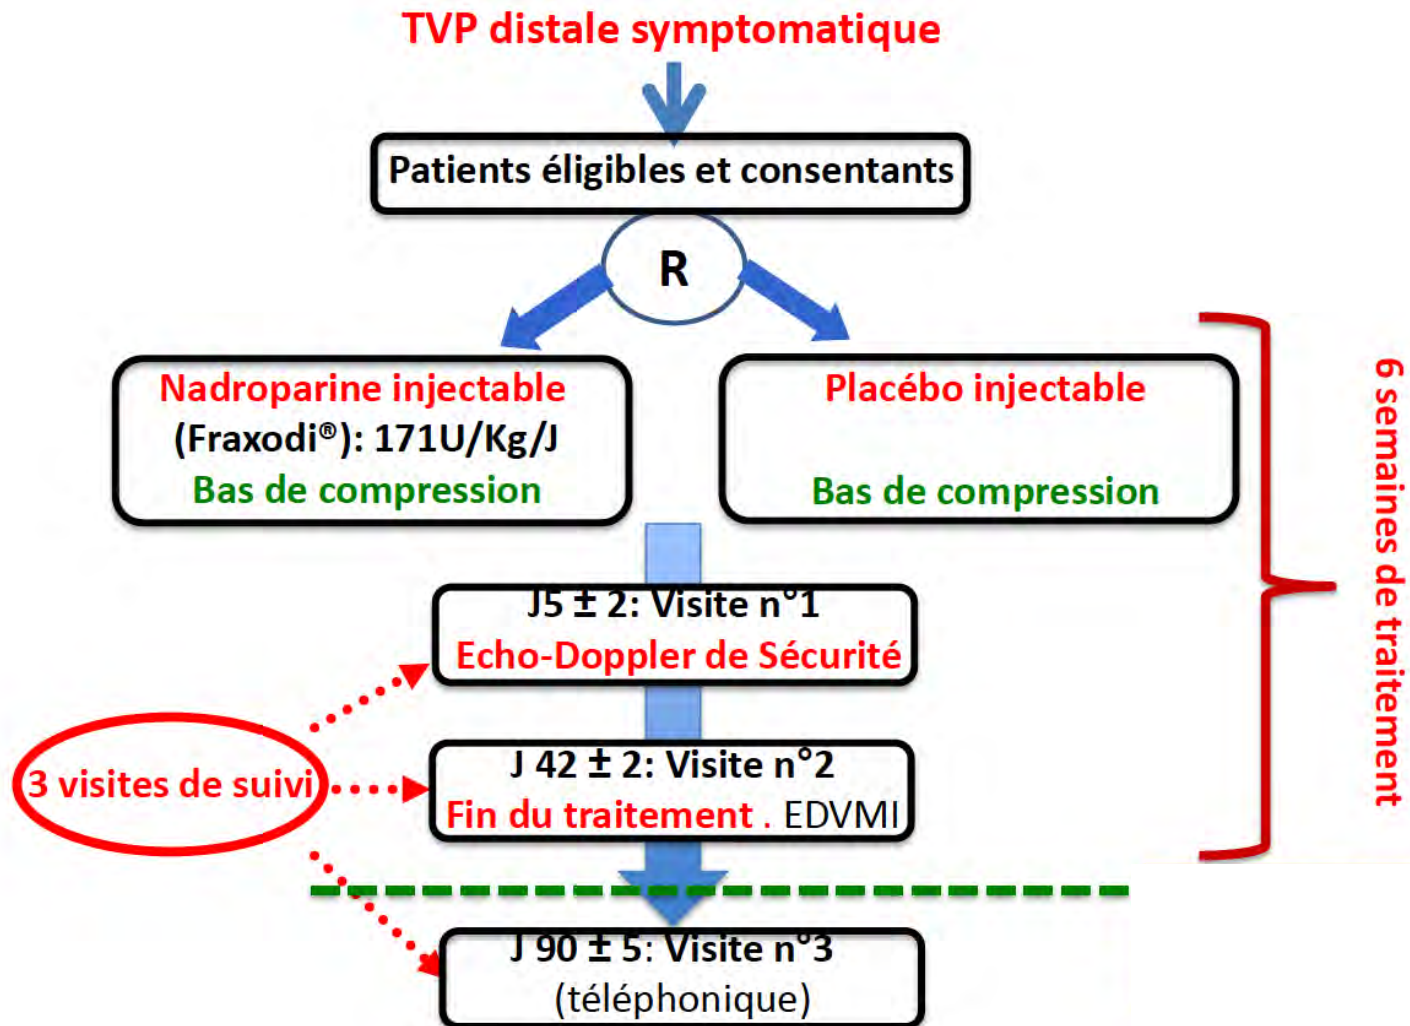 TVP distale symptomatique
Patients éligibles et consentants
R
Nadroparine injectable
(Fraxodi®): 171U/Kg/J
Bas de compression
Placébo injectable
Bas de compression
6 semaines de traitement
J5 ± 2: Visite n°1
Echo-Doppler de Sécurité
3 visites de suivi
J 42 ± 2: Visite n°2
Fin du traitement . EDVMI
J 90 ± 5: Visite n°3
(téléphonique)